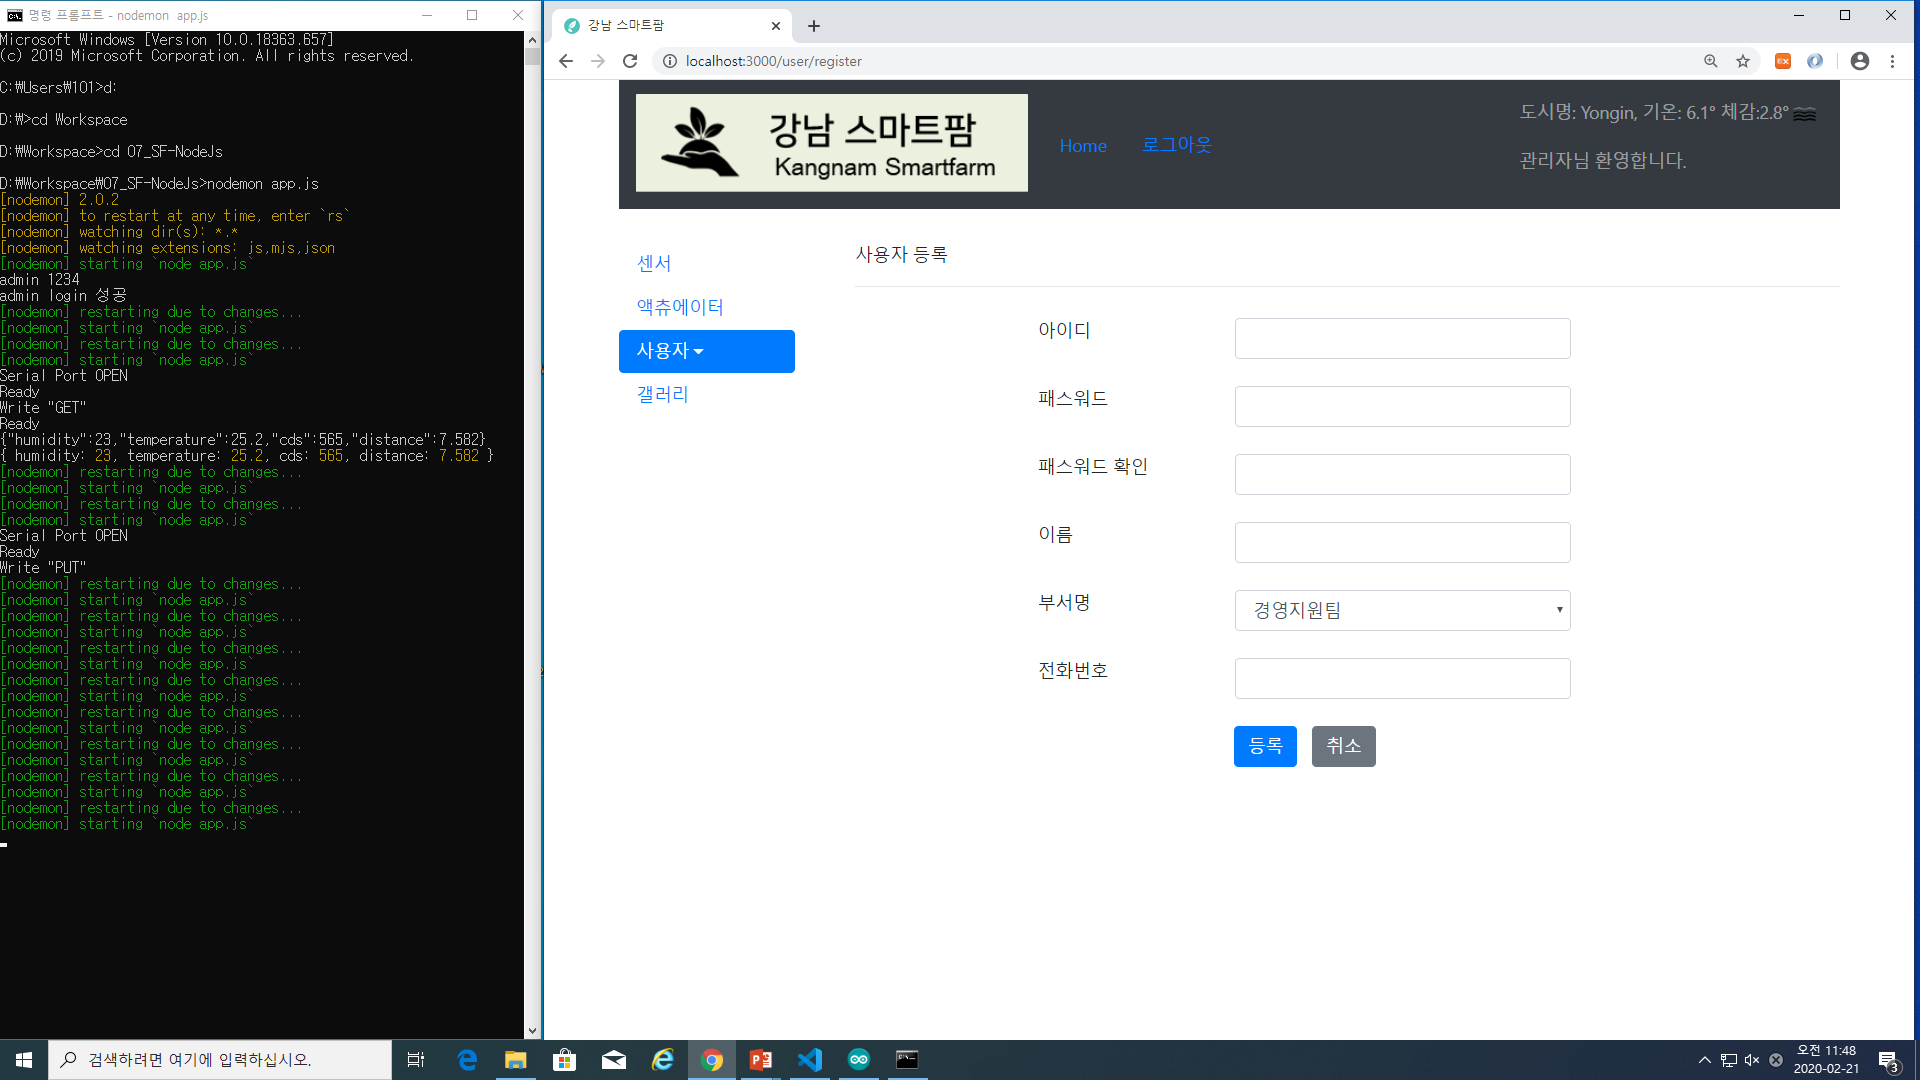 명령 프롬프트 - nodemon  app.js
Microsoft Windows [Version 10.0.18363.657]
(c) 2019 Microsoft Corporation. All rights reserved.
C:₩Users₩101>d:
D:₩>cd Workspace
D:₩Workspace>cd 07_SF-NodeJs
D:₩Workspace₩07_SF-NodeJs>nodemon app.js
[nodemon] 2.0.2
[nodemon] to restart at any time, enter `rs`
[nodemon] watching dir(s): *.*
[nodemon] watching extensions: js,mjs,json
[nodemon] starting `node app.js`
admin 1234
admin login 성공
[nodemon] restarting due to changes...
[nodemon] starting `node app.js`
[nodemon] restarting due to changes...
[nodemon] starting `node app.js`
Serial Port OPEN
Ready
Write "GET"
Ready
{"humidity":23,"temperature":25.2,"cds":565,"distance":7.582}
{ humidity: 23, temperature: 25.2, cds: 565, distance: 7.582 }
[nodemon] restarting due to changes...
[nodemon] starting `node app.js`
[nodemon] restarting due to changes...
[nodemon] starting `node app.js`
Serial Port OPEN
Ready
Write "PUT"
[nodemon] restarting due to changes...
[nodemon] starting `node app.js`
[nodemon] restarting due to changes...
[nodemon] starting `node app.js`
[nodemon] restarting due to changes...
[nodemon] starting `node app.js`
[nodemon] restarting due to changes...
[nodemon] starting `node app.js`
[nodemon] restarting due to changes...
[nodemon] starting `node app.js`
[nodemon] restarting due to changes...
[nodemon] starting `node app.js`
[nodemon] restarting due to changes...
[nodemon] starting `node app.js`
[nodemon] restarting due to changes...
[nodemon] starting `node app.js`
강남 스마트팜
localhost:3000/user/register
강남 스마트팜
Kangnam Smartfarm
Home 로그아웃
도시명: Yongin, 기온: 6.1° 체감:2.8°
관리자님 환영합니다.
센서
액츄에이터
사용자
갤러리
사용자 등록
아이디
패스워드
패스워드 확인
이름
부서명 경영지원팀
전화번호
등록 취소
검색하려면 여기에 입력하십시오.
오전 11:48
2020-02-21
3